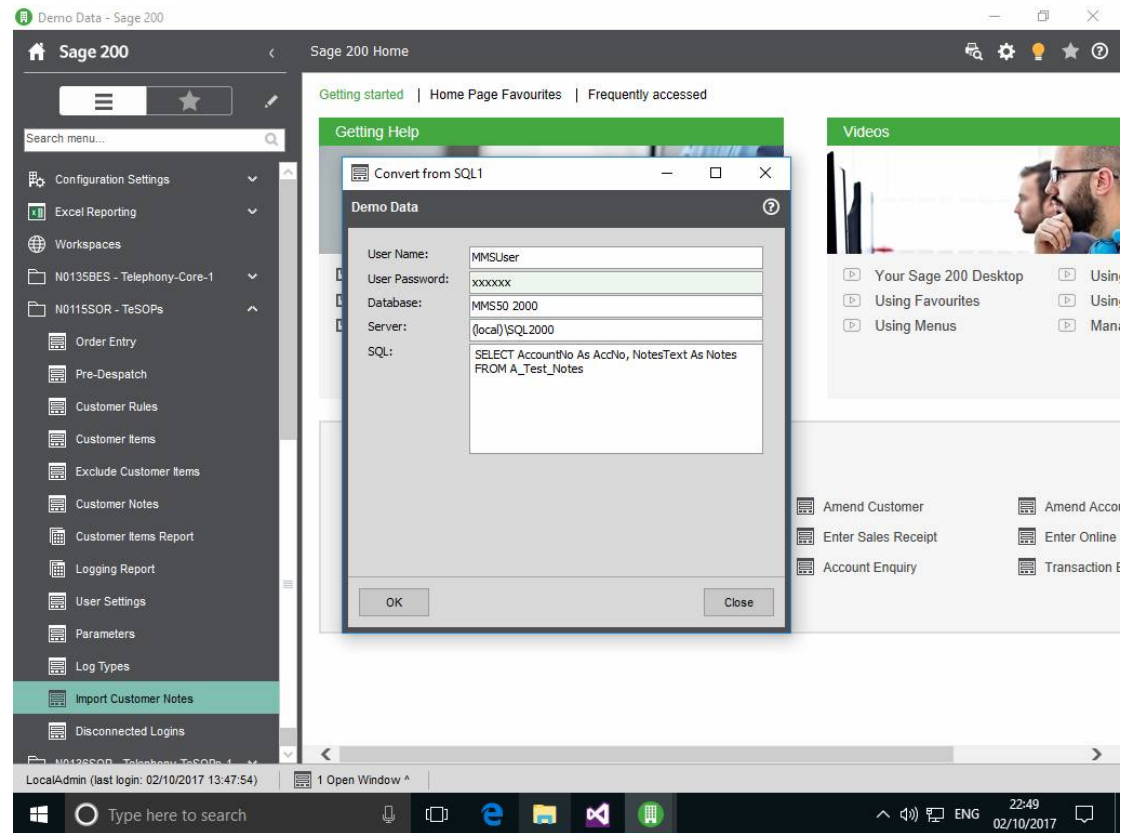 Demo Data - Sage 200
Sage 200
Sage 200 Home
Getting started | Home Page Favourites | Frequently accessed
Search menu...
Configuration Settings
Excel Reporting
Workspaces
N0135BES - Telephony-Core-1
N0115SOR - TeSOPs
Order Entry
Pre-Despatch
Customer Rules
Customer Items
Exclude Customer Items
Customer Notes
Customer Items Report
Logging Report
User Settings
Parameters
Log Types
Import Customer Notes
Disconnected Logins
Getting Help
Convert from SQL1
Demo Data
User Name:
MMSUser
User Password:
xxxxxx
Database:
MMS50 2000
Server:
(local)\SQL2000
SQL:
SELECT AccountNo As AccNo, NotesText As Notes
FROM A_Test_Notes
OK
Close
Videos
Your Sage 200 Desktop
Using Favourites
Using Menus
Amend Customer
Enter Sales Receipt
Account Enquiry
Enter Online
LocalAdmin (last login: 02/10/2017 13:47:54)
1 Open Window ^
Type here to search
ENG
22:49
02/10/2017